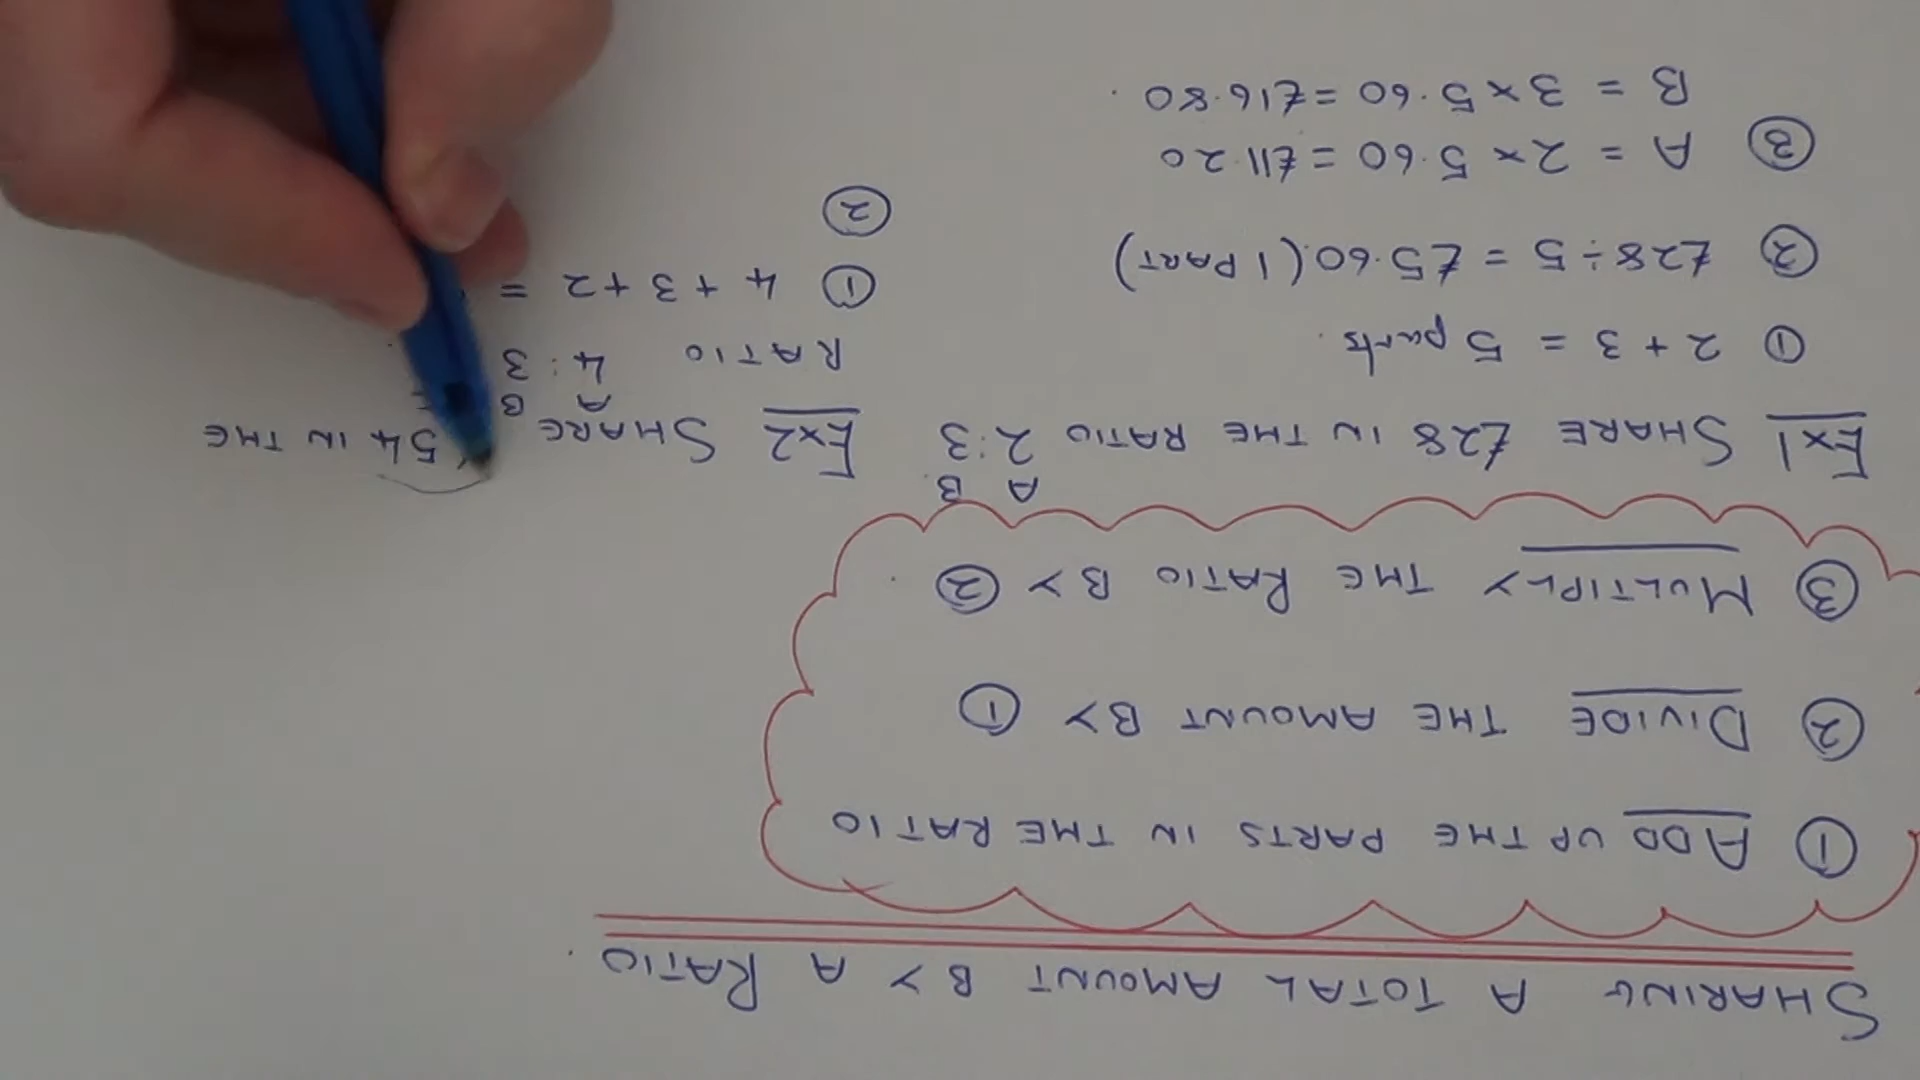 SHARING A TOTAL AMOUNT BY A RATIO.
① ADD UP THE PARTS IN THE RATIO
② DIVIDE THE AMOUNT BY ①
③ MULTIPLY THE RATIO BY ②.
A B
Ex1 SHARE £28 IN THE RATIO 2:3
① 2 + 3 = 5 parts.
② £28 ÷ 5 = £5.60 (1 PART)
③ A = 2 × 5.60 = £11.20
B = 3 × 5.60 = £16.80.
Ex2 SHARE 54 IN THE
A B
RATIO 4:3
① 4 + 3 + 2 =
②